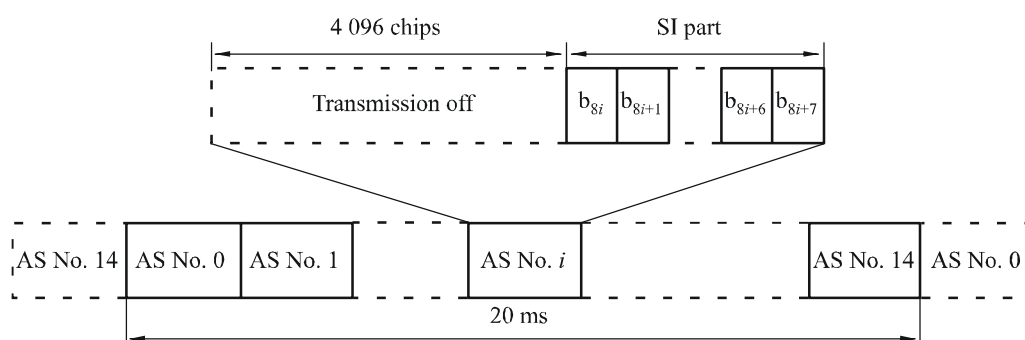 4 096 chips SI part
Transmission off b8i b8i+1 b8i+6 b8i+7
AS No. 14 AS No. 0 AS No. 1 AS No. i AS No. 14 AS No. 0
20 ms